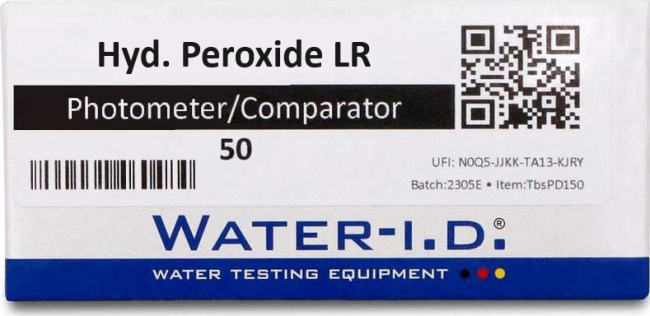 Hyd. Peroxide LR
Photometer/Comparator
50
UFI: N0Q5-JJKK-TA13-KJRY
Batch:2305E • Item:TbsPD150
WATER-I.D.®
WATER TESTING EQUIPMENT